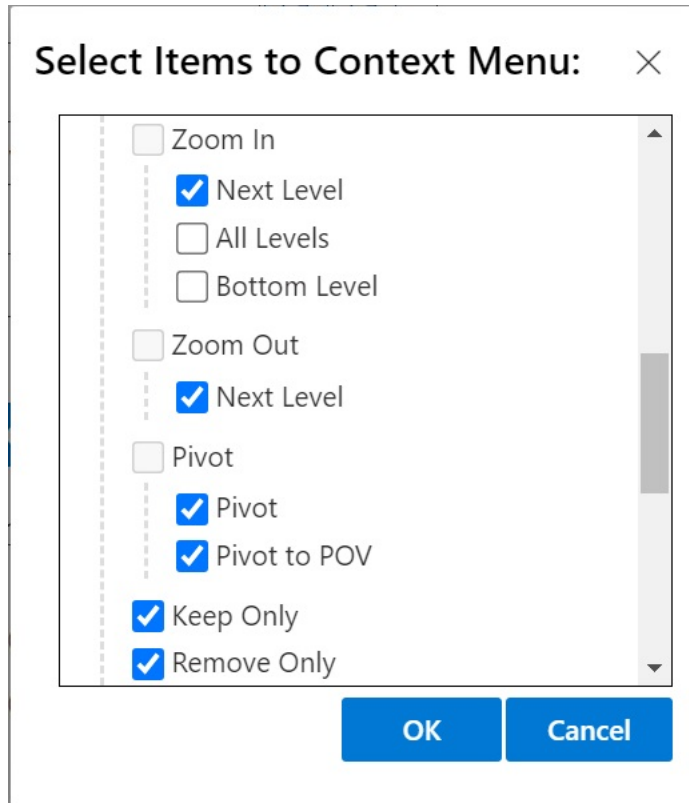 Select Items to Context Menu:
Zoom In
Next Level
All Levels
Bottom Level
Zoom Out
Next Level
Pivot
Pivot
Pivot to POV
Keep Only
Remove Only
OK Cancel